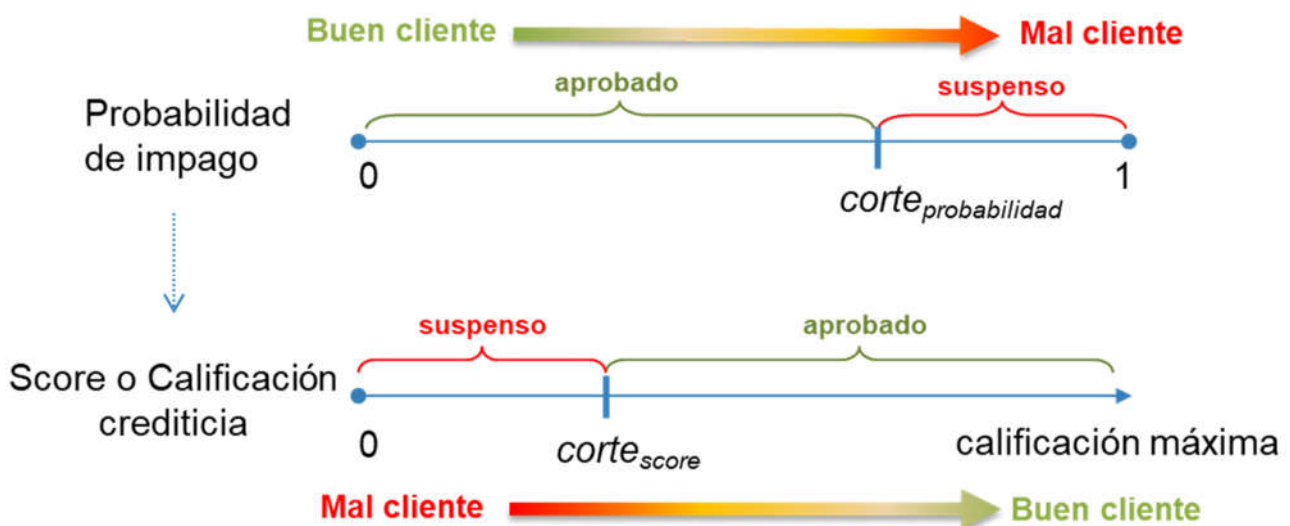 Buen cliente
Mal cliente
aprobado
suspenso
Probabilidad
de impago
0
1
corte probabilidad
suspenso
aprobado
Score o Calificación
crediticia
0
corte score
calificación máxima
Mal cliente
Buen cliente